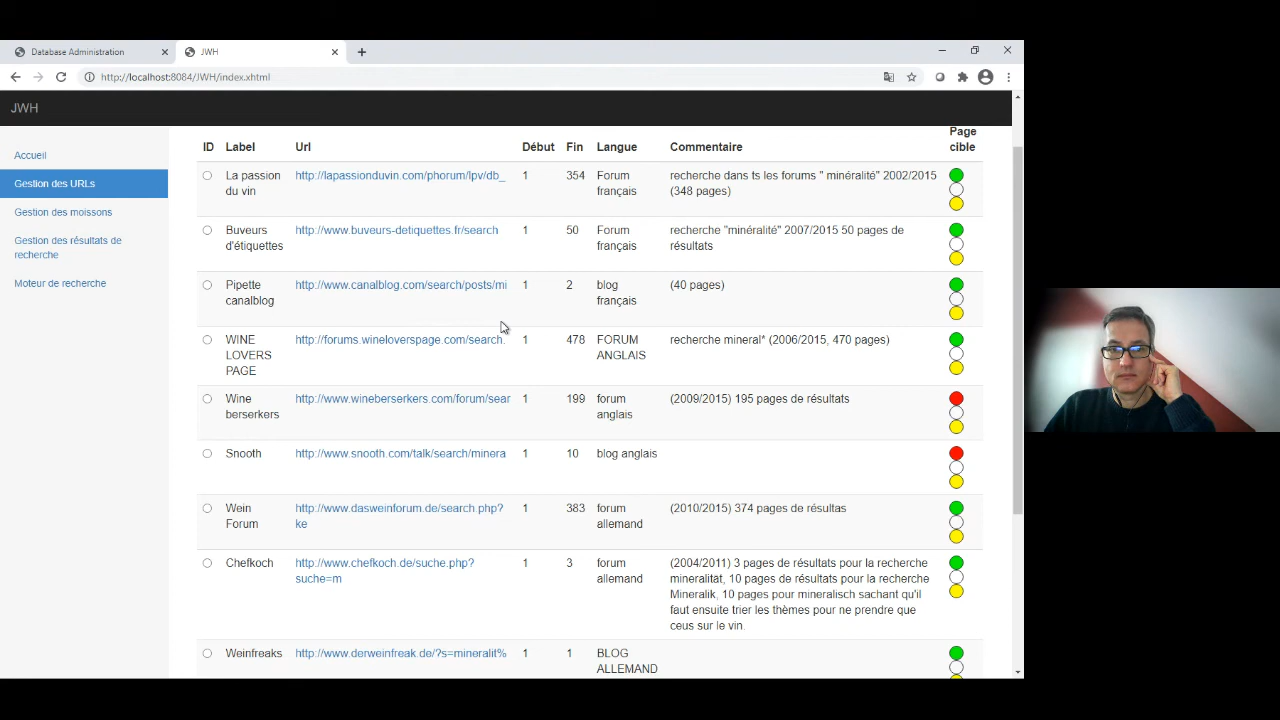 Database Administration
JWH
http://localhost:8084/JWH/index.xhtml
JWH
Accueil
Gestion des URLs
Gestion des moissons
Gestion des résultats de
recherche
Moteur de recherche
ID Label Url Début Fin Langue Commentaire Page
cible
La passion
du vin
http://lapassionduvin.com/phorum/lpv/db_
1
354
Forum
français
recherche dans ts les forums " minéralité" 2002/2015
(348 pages)
Buveurs
d'étiquettes
http://www.buveurs-detiquettes.fr/search
1
50
Forum
français
recherche "minéralité" 2007/2015 50 pages de
résultats
Pipette
canalblog
http://www.canalblog.com/search/posts/mi
1
2
blog
français
(40 pages)
WINE
LOVERS
PAGE
http://forums.wineloverspage.com/search.
1
478
FORUM
ANGLAIS
recherche mineral* (2006/2015, 470 pages)
Wine
berserkers
http://www.wineberserkers.com/forum/sear
1
199
forum
anglais
(2009/2015) 195 pages de résultats
Snooth
http://www.snooth.com/talk/search/minera
1
10
blog anglais
Wein
Forum
http://www.dasweinforum.de/search.php?
ke
1
383
forum
allemand
(2010/2015) 374 pages de résultas
Chefkoch
http://www.chefkoch.de/suche.php?
suche=m
1
3
forum
allemand
(2004/2011) 3 pages de résultats pour la recherche
mineralität, 10 pages de résultats pour la recherche
Mineralik, 10 pages pour mineralisch sachant qu'il
faut ensuite trier les thèmes pour ne prendre que
ceus sur le vin.
Weinfreaks
http://www.derweinfreak.de/?s=mineralit%
1
1
BLOG
ALLEMAND